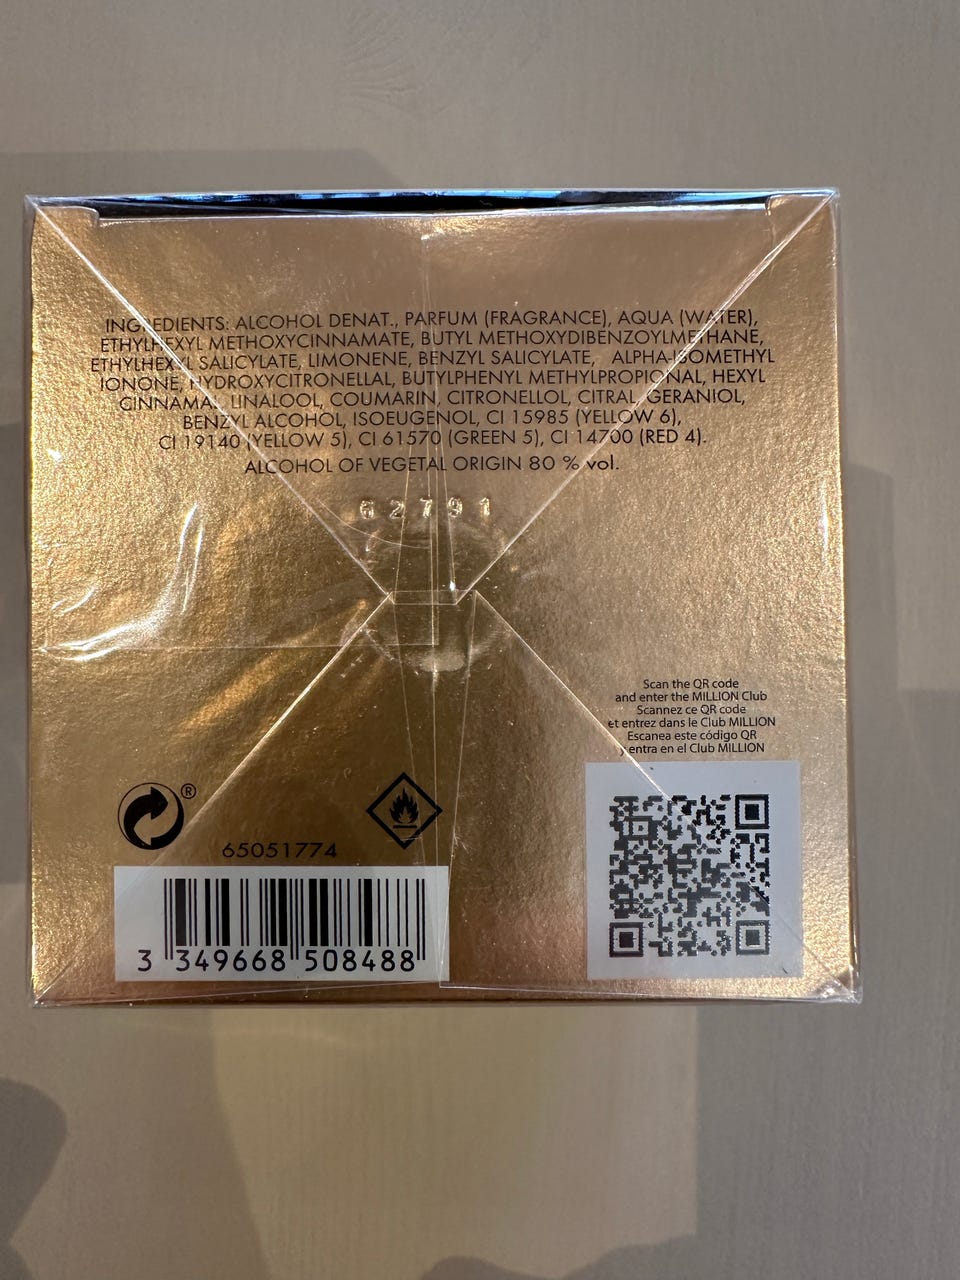 INGREDIENTS: ALCOHOL DENAT., PARFUM (FRAGRANCE), AQUA (WATER),
ETHYLHEXYL METHOXYCINNAMATE, BUTYL METHOXYDIBENZOYLMETHANE,
ETHYLHEXYL SALICYLATE, LIMONENE, BENZYL SALICYLATE, ALPHA-ISOMETHYL
IONONE, HYDROXYCITRONELLAL, BUTYLPHENYL METHYLPROPIONAL, HEXYL
CINNAMAL, LINALOOL, COUMARIN, CITRONELLOL, CITRAL, GERANIOL,
BENZYL ALCOHOL, ISOEUGENOL, CI 15985 (YELLOW 6),
CI 19140 (YELLOW 5), CI 61570 (GREEN 5), CI 14700 (RED 4).
ALCOHOL OF VEGETAL ORIGIN 80 % vol.
62791
Scan the QR code
and enter the MILLION Club
Scannez ce QR code
et entrez dans le Club MILLION
Escanea este código QR
y entra en el Club MILLION
®
65051774
3 349668 508488